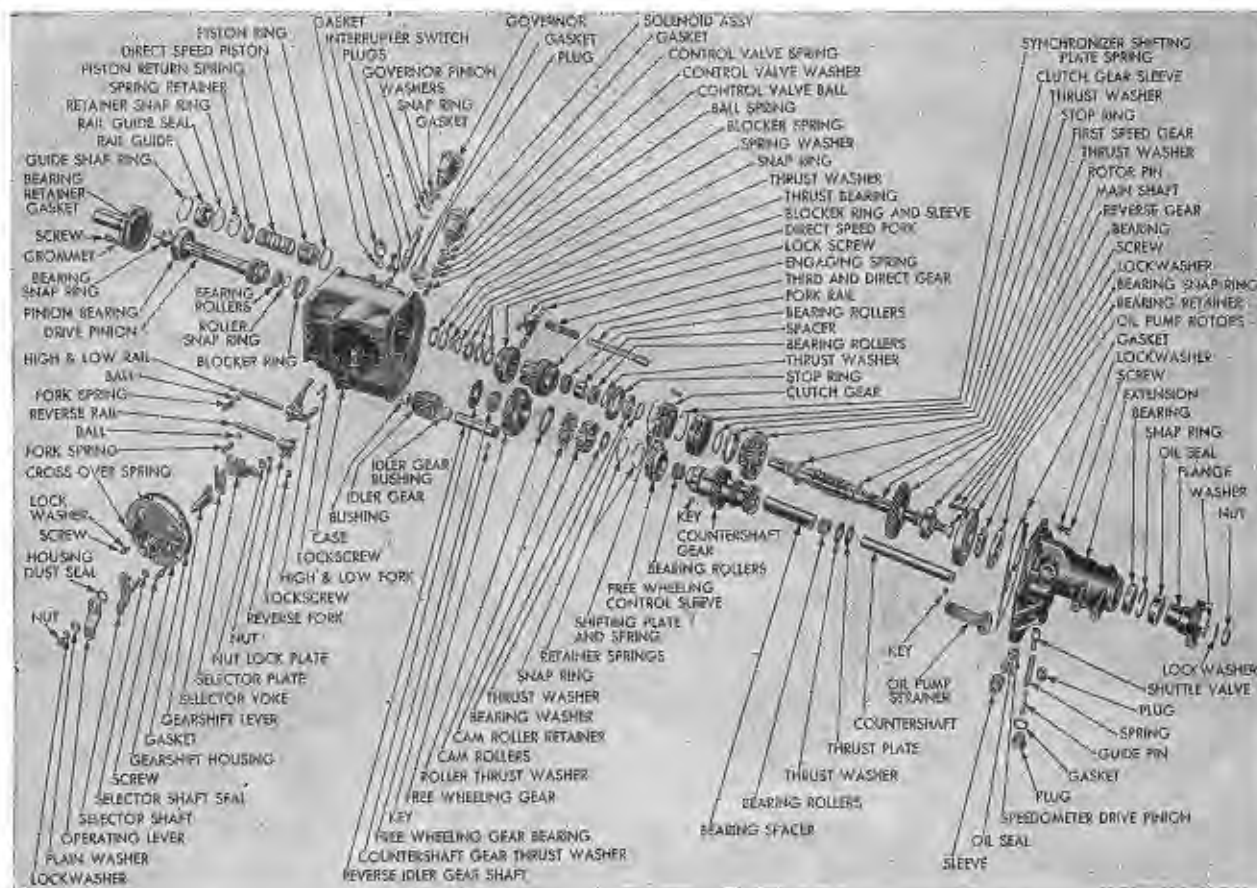 PISTON RING
DIRECT SPEED PISTON
PISTON RETURN SPRING
SPRING RETAINER
RETAINER SNAP RING
RAIL GUIDE SEAL
RAIL GUIDE
GUIDE SNAP RING
BEARING
RETAINER
GASKET
SCREW
GROMMET
BEARING
SNAP RING
PINION BEARING
DRIVE PINION
BEARING
ROLLERS
ROLLER
SNAP RING
BLOCKER RING
GASKET
INTERRUPTER SWITCH
PLUGS
GOVERNOR PINION
WASHERS
SNAP RING
GASKET
GOVERNOR
GASKET
PLUG
SOLENOID ASSY
GASKET
CONTROL VALVE SPRING
CONTROL VALVE WASHER
CONTROL VALVE BALL
BALL SPRING
BLOCKER SPRING
SPRING WASHER
SNAP RING
THRUST WASHER
THRUST BEARING
BLOCKER RING AND SLEEVE
DIRECT SPEED FORK
LOCK SCREW
ENGAGING SPRING
THIRD AND DIRECT GEAR
FORK RAIL
BEARING ROLLERS
SPACER
BEARING ROLLERS
THRUST WASHER
STOP RING
CLUTCH GEAR
SYNCHRONIZER SHIFTING
PLATE SPRING
CLUTCH GEAR SLEEVE
THRUST WASHER
STOP RING
FIRST SPEED GEAR
THRUST WASHER
ROTOR PIN
MAIN SHAFT
REVERSE GEAR
BEARING
SCREW
LOCKWASHER
BEARING SNAP RING
BEARING RETAINER
OIL PUMP ROTORS
GASKET
LOCKWASHER
SCREW
EXTENSION
BEARING
SNAP RING
OIL SEAL
FLANGE
WASHER
NUT
HIGH & LOW RAIL
BALL
FORK SPRING
REVERSE RAIL
BALL
FORK SPRING
CROSS OVER SPRING
LOCK
WASHER
SCREW
HOUSING
DUST SEAL
NUT
IDLER GEAR
BUSHING
IDLER GEAR
BUSHING
CASE
LOCKSCREW
HIGH & LOW FORK
LOCKSCREW
REVERSE FORK
NUT
NUT LOCK PLATE
SELECTOR PLATE
SELECTOR YOKE
GEARSHIFT LEVER
GASKET
GEARSHIFT HOUSING
SCREW
SELECTOR SHAFT SEAL
SELECTOR SHAFT
OPERATING LEVER
PLAIN WASHER
LOCKWASHER
KEY
COUNTERSHAFT
GEAR
BEARING ROLLERS
FREE WHEELING
CONTROL SLEEVE
SHIFTING PLATE
AND SPRING
RETAINER SPRINGS
SNAP RING
THRUST WASHER
BEARING WASHER
CAM ROLLER RETAINER
CAM ROLLERS
ROLLER THRUST WASHER
FREE WHEELING GEAR
KEY
FREE WHEELING GEAR BEARING
COUNTERSHAFT GEAR THRUST WASHER
REVERSE IDLER GEAR SHAFT
KEY
OIL PUMP
STRAINER
COUNTERSHAFT
THRUST PLATE
THRUST WASHER
BEARING ROLLERS
BEARING SPACER
LOCK WASHER
SHUTTLE VALVE
PLUG
SPRING
GUIDE PIN
GASKET
PLUG
SPEEDOMETER DRIVE PINION
OIL SEAL
SLEEVE